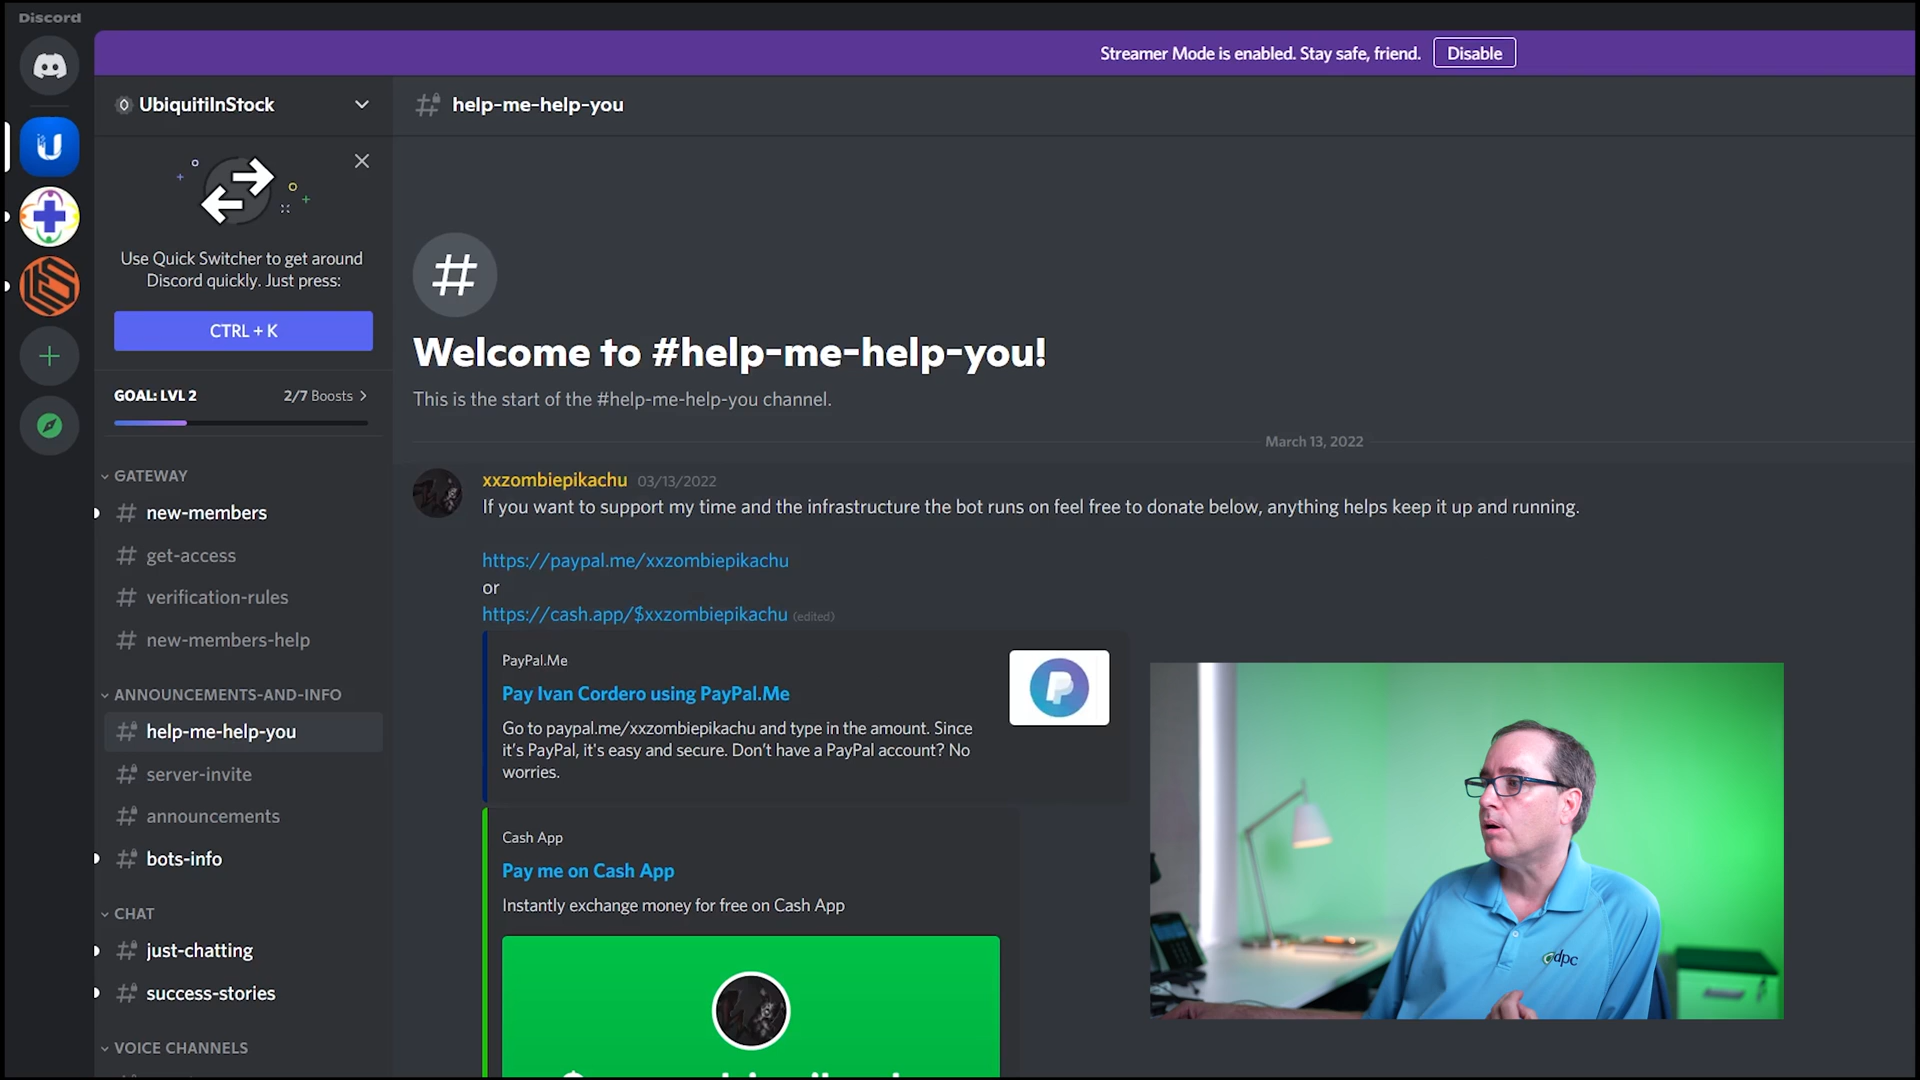 Discord
Streamer Mode is enabled. Stay safe, friend.
Disable
UbiquitiInStock
help-me-help-you
Use Quick Switcher to get around
Discord quickly. Just press:
CTRL + K
GOAL: LVL 2
2/7 Boosts
GATEWAY
new-members
get-access
verification-rules
new-members-help
ANNOUNCEMENTS-AND-INFO
help-me-help-you
server-invite
announcements
bots-info
CHAT
just-chatting
success-stories
VOICE CHANNELS
Welcome to #help-me-help-you!
This is the start of the #help-me-help-you channel.
March 13, 2022
xxzombiepikachu 03/13/2022
If you want to support my time and the infrastructure the bot runs on feel free to donate below, anything helps keep it up and running.
https://paypal.me/xxzombiepikachu
or
https://cash.app/$xxzombiepikachu (edited)
PayPal.Me
Pay Ivan Cordero using PayPal.Me
Go to paypal.me/xxzombiepikachu and type in the amount. Since
it's PayPal, it's easy and secure. Don't have a PayPal account? No
worries.
Cash App
Pay me on Cash App
Instantly exchange money for free on Cash App
dpc